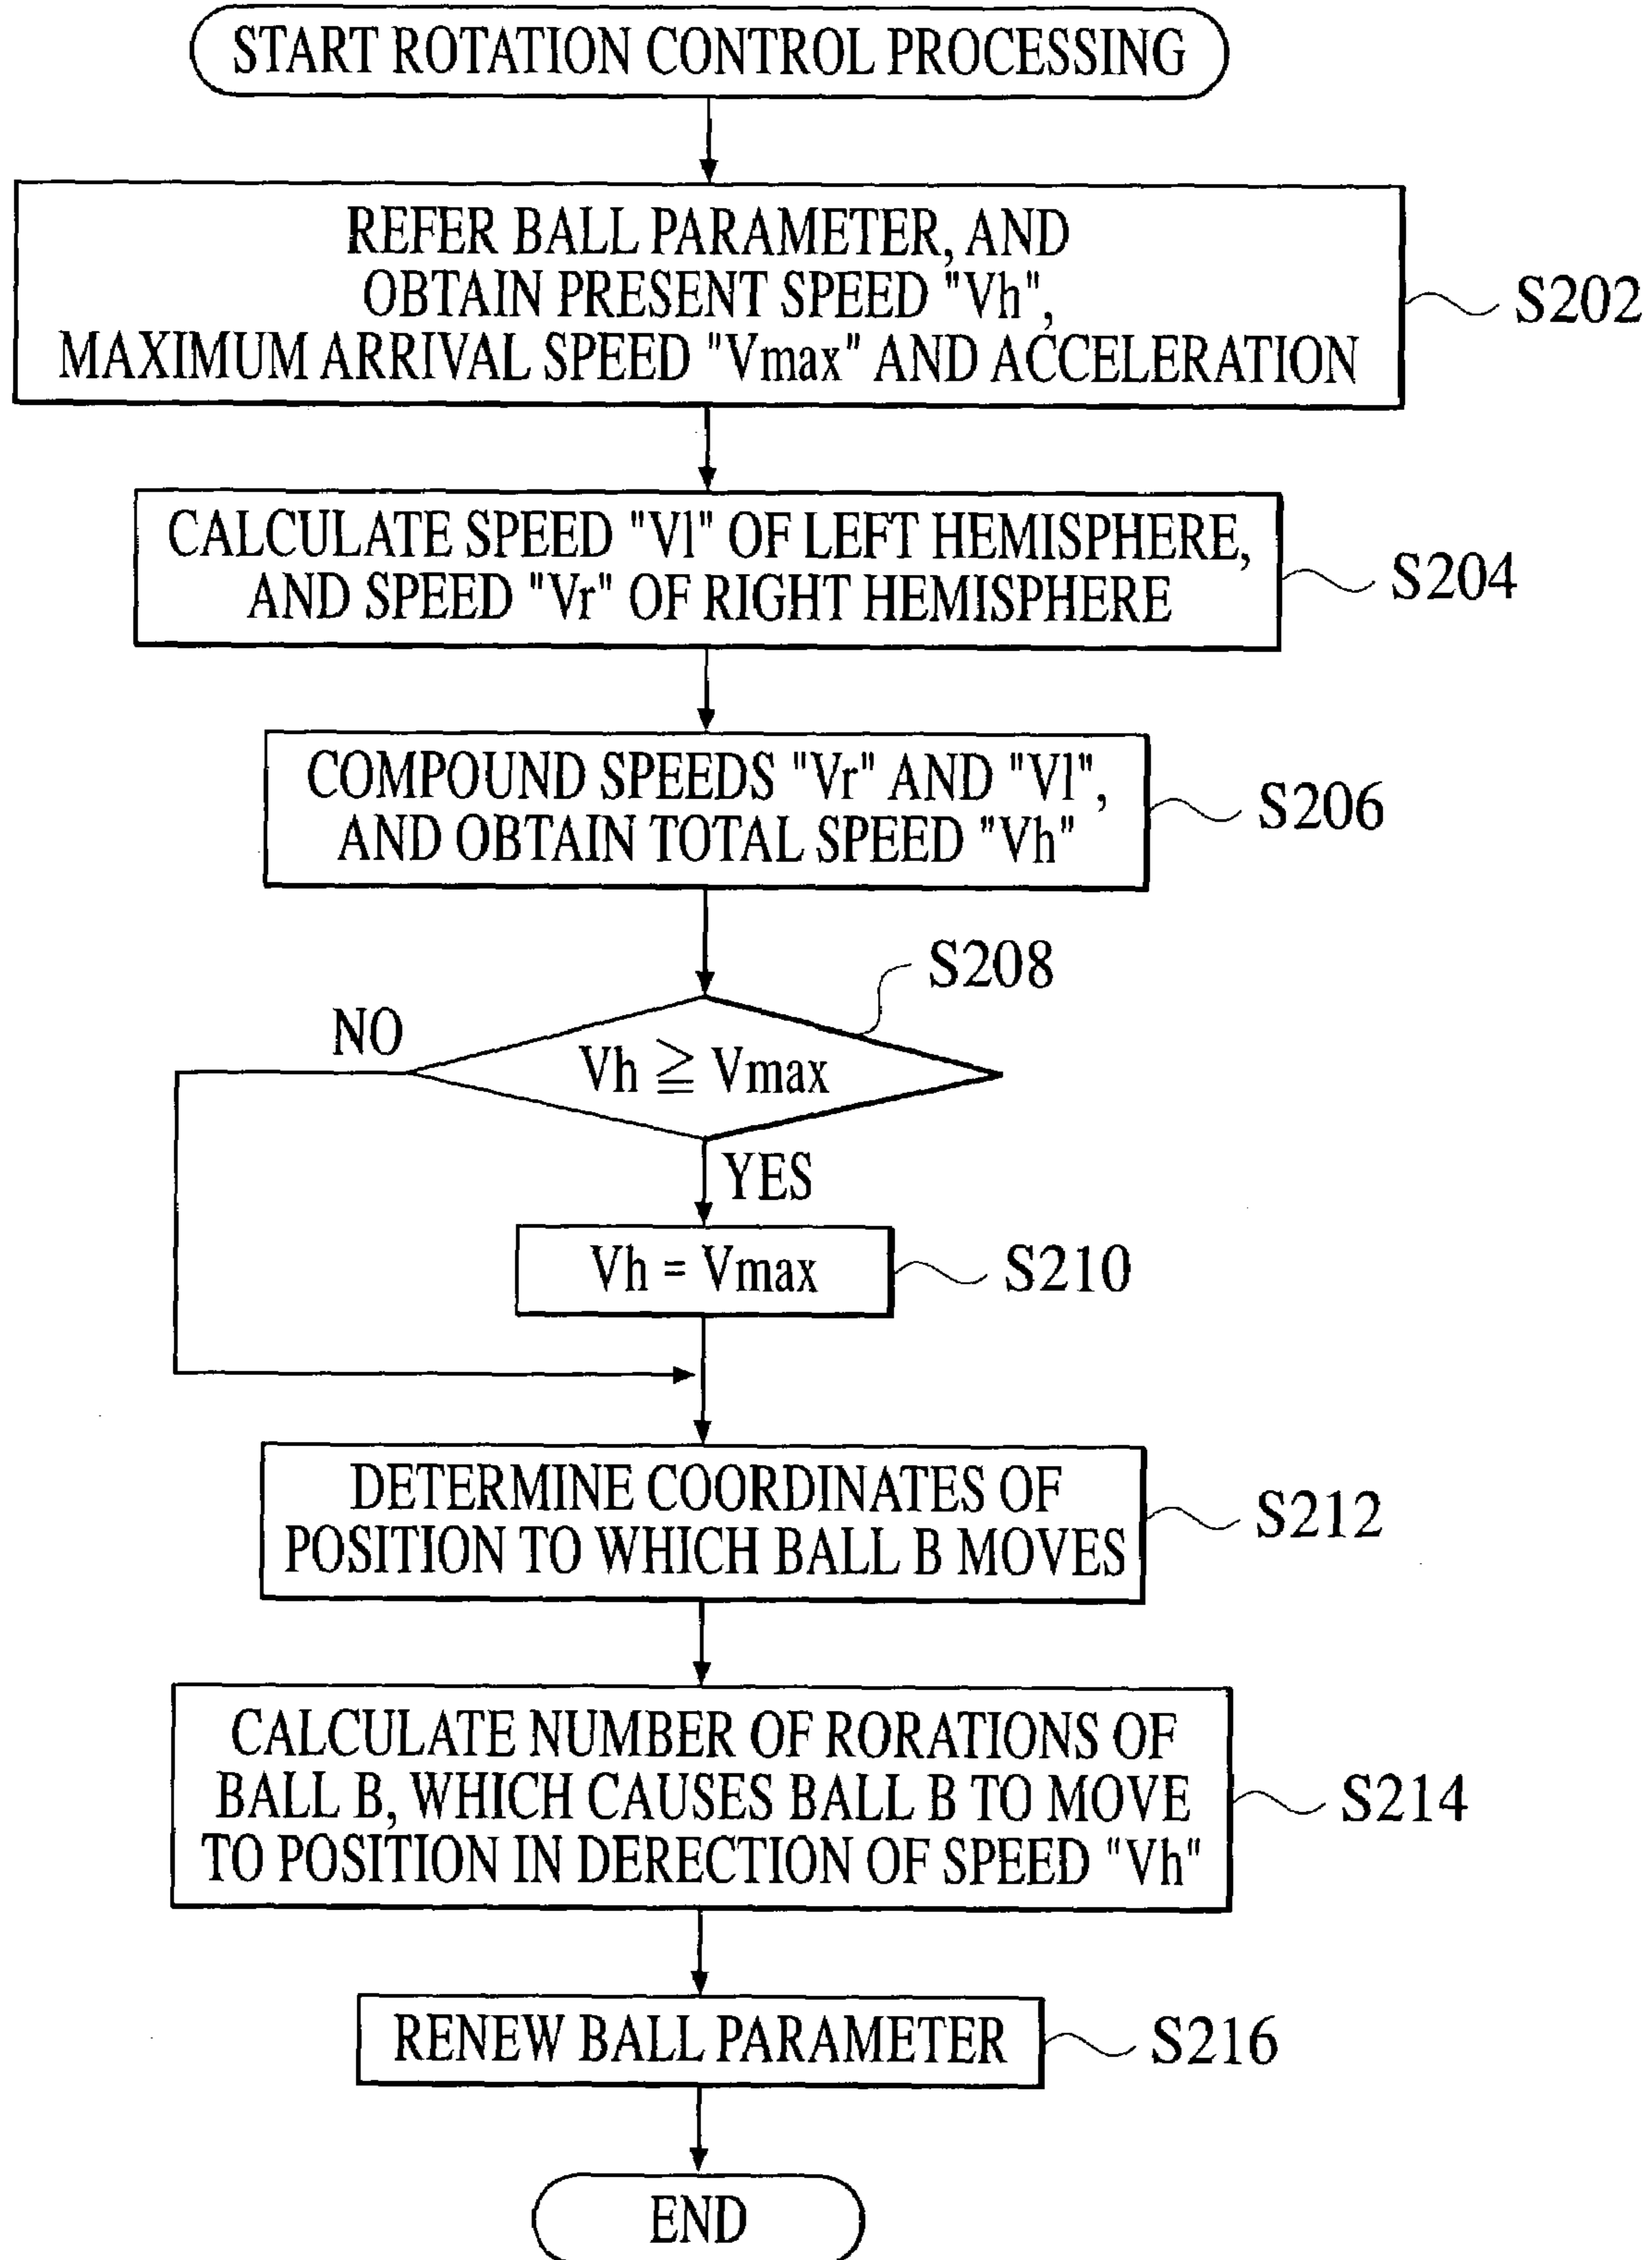 START ROTATION CONTROL PROCESSING
REFER BALL PARAMETER, AND
OBTAIN PRESENT SPEED "Vh",
MAXIMUM ARRIVAL SPEED "Vmax" AND ACCELERATION
S202
CALCULATE SPEED "Vl" OF LEFT HEMISPHERE,
AND SPEED "Vr" OF RIGHT HEMISPHERE
S204
COMPOUND SPEEDS "Vr" AND "Vl",
AND OBTAIN TOTAL SPEED "Vh"
S206
S208
NO
Vh ≧ Vmax
YES
Vh = Vmax
S210
DETERMINE COORDINATES OF
POSITION TO WHICH BALL B MOVES
S212
CALCULATE NUMBER OF RORATIONS OF
BALL B, WHICH CAUSES BALL B TO MOVE
TO POSITION IN DERECTION OF SPEED "Vh"
S214
RENEW BALL PARAMETER
S216
END